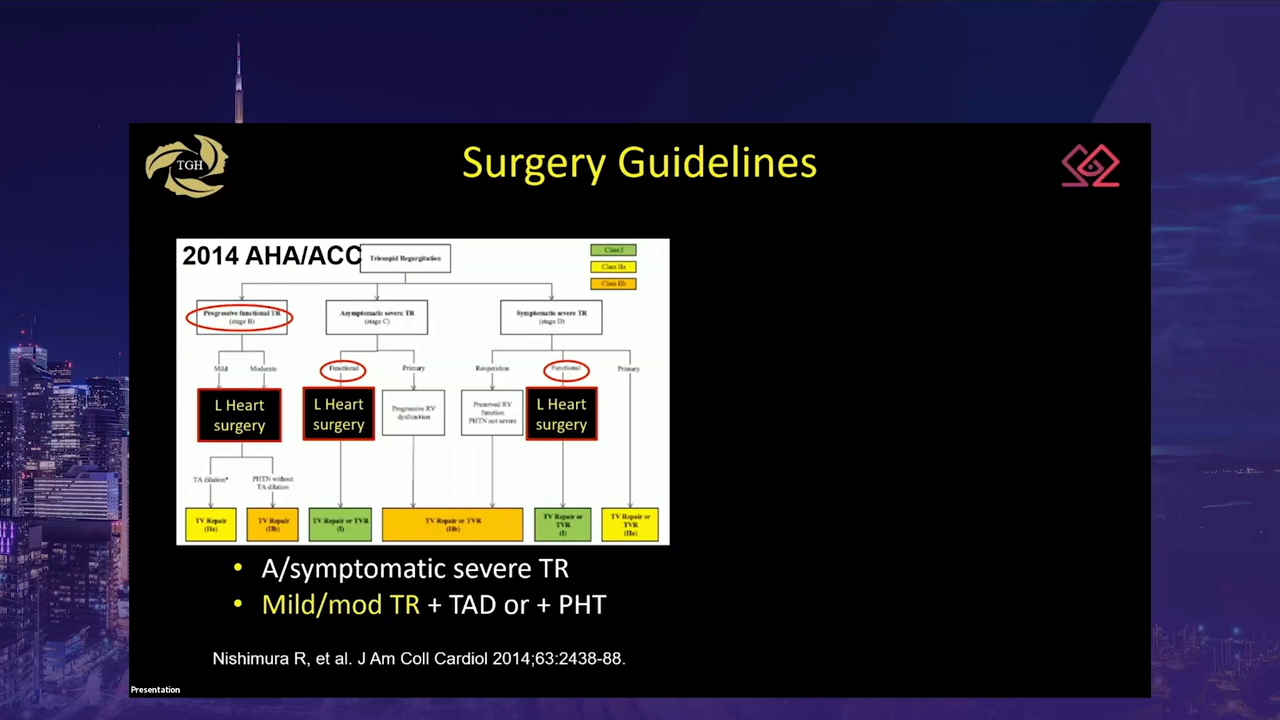 TGH
Surgery Guidelines
2014 AHA/ACC
Tricuspid Regurgitation
Class I
Class IIa
Class IIb
Progressive functional TR
(stage B)
Asymptomatic severe TR
(stage C)
Symptomatic severe TR
(stage D)
Mild
Moderate
Functional
Primary
Reoperation
Functional
Primary
L Heart
surgery
L Heart
surgery
Progressive RV
dysfunction
Preserved RV
function
PHTN not severe
L Heart
surgery
TA dilation*
PHTN without
TA dilation
TV Repair
(IIa)
TV Repair
(IIb)
TV Repair or TVR
(I)
TV Repair or TVR
(IIb)
TV Repair or
TVR
(I)
TV Repair or
TVR
(IIa)
• A/symptomatic severe TR
• Mild/mod TR + TAD or + PHT
Nishimura R, et al. J Am Coll Cardiol 2014;63:2438-88.
Presentation